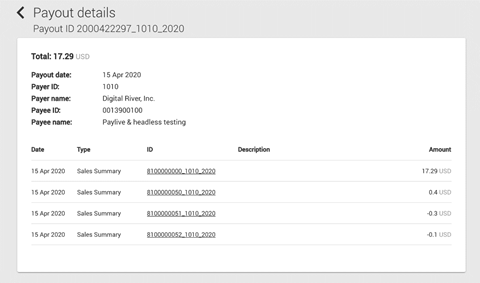 Payout details
Payout ID 2000422297_1010_2020
Total: 17.29 USD
Payout date: 15 Apr 2020
Payer ID: 1010
Payer name: Digital River, Inc.
Payee ID: 0013900100
Payee name: Paylive & headless testing
Date Type ID Description Amount
15 Apr 2020 Sales Summary 8100000000_1010_2020 17.29 USD
15 Apr 2020 Sales Summary 8100000050_1010_2020 0.4 USD
15 Apr 2020 Sales Summary 8100000051_1010_2020 -0.3 USD
15 Apr 2020 Sales Summary 8100000052_1010_2020 -0.1 USD